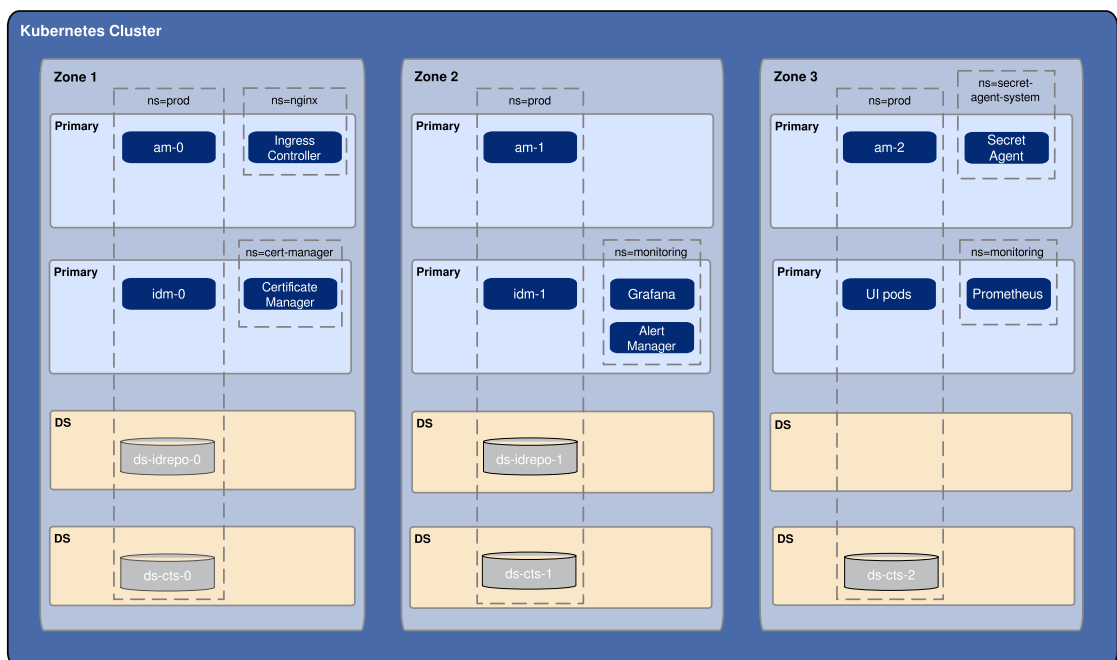 Kubernetes Cluster
Zone 1
ns=prod
ns=nginx
Primary
am-0
Ingress
Controller
ns=cert-manager
Primary
idm-0
Certificate
Manager
DS
ds-idrepo-0
DS
ds-cts-0
Zone 2
ns=prod
Primary
am-1
ns=monitoring
Primary
idm-1
Grafana
Alert
Manager
DS
ds-idrepo-1
DS
ds-cts-1
Zone 3
ns=prod
ns=secret-
agent-system
Primary
am-2
Secret
Agent
ns=monitoring
Primary
UI pods
Prometheus
DS
DS
ds-cts-2